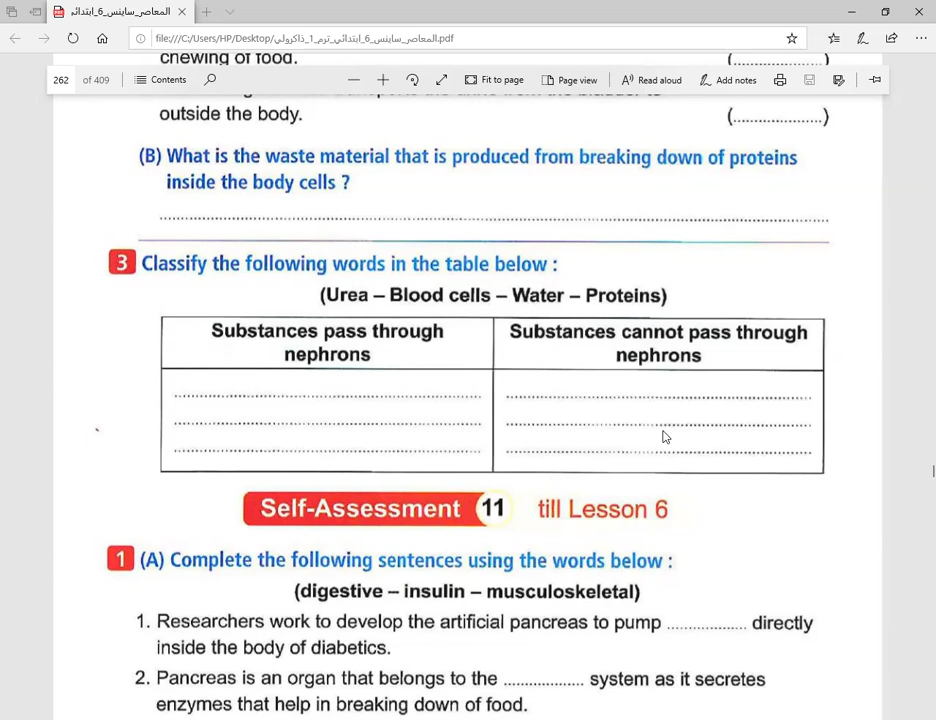 المعاصر_ساينس_6_ابتدائي
file:///C:/Users/HP/Desktop/المعاصر_ساينس_6_ابتدائي_ترم_1_ذاكرولي.pdf
262 of 409 Contents Fit to page Page view Read aloud Add notes
chewing of food. (....................)
outside the body. (....................)
(B) What is the waste material that is produced from breaking down of proteins
inside the body cells ?
3 Classify the following words in the table below :
(Urea – Blood cells – Water – Proteins)
Substances pass through
nephrons
Substances cannot pass through
nephrons
Self-Assessment 11 till Lesson 6
1 (A) Complete the following sentences using the words below :
(digestive – insulin – musculoskeletal)
1. Researchers work to develop the artificial pancreas to pump ................. directly
inside the body of diabetics.
2. Pancreas is an organ that belongs to the ................. system as it secretes
enzymes that help in breaking down of food.